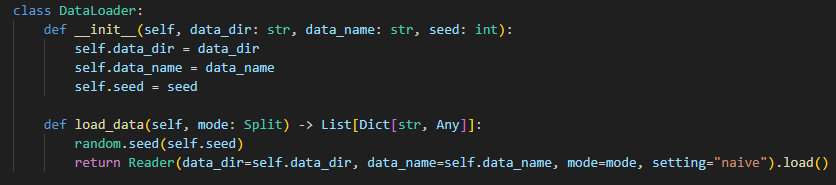 class DataLoader:
    def __init__(self, data_dir: str, data_name: str, seed: int):
        self.data_dir = data_dir
        self.data_name = data_name
        self.seed = seed

    def load_data(self, mode: Split) -> List[Dict[str, Any]]:
        random.seed(self.seed)
        return Reader(data_dir=self.data_dir, data_name=self.data_name, mode=mode, setting="naive").load()